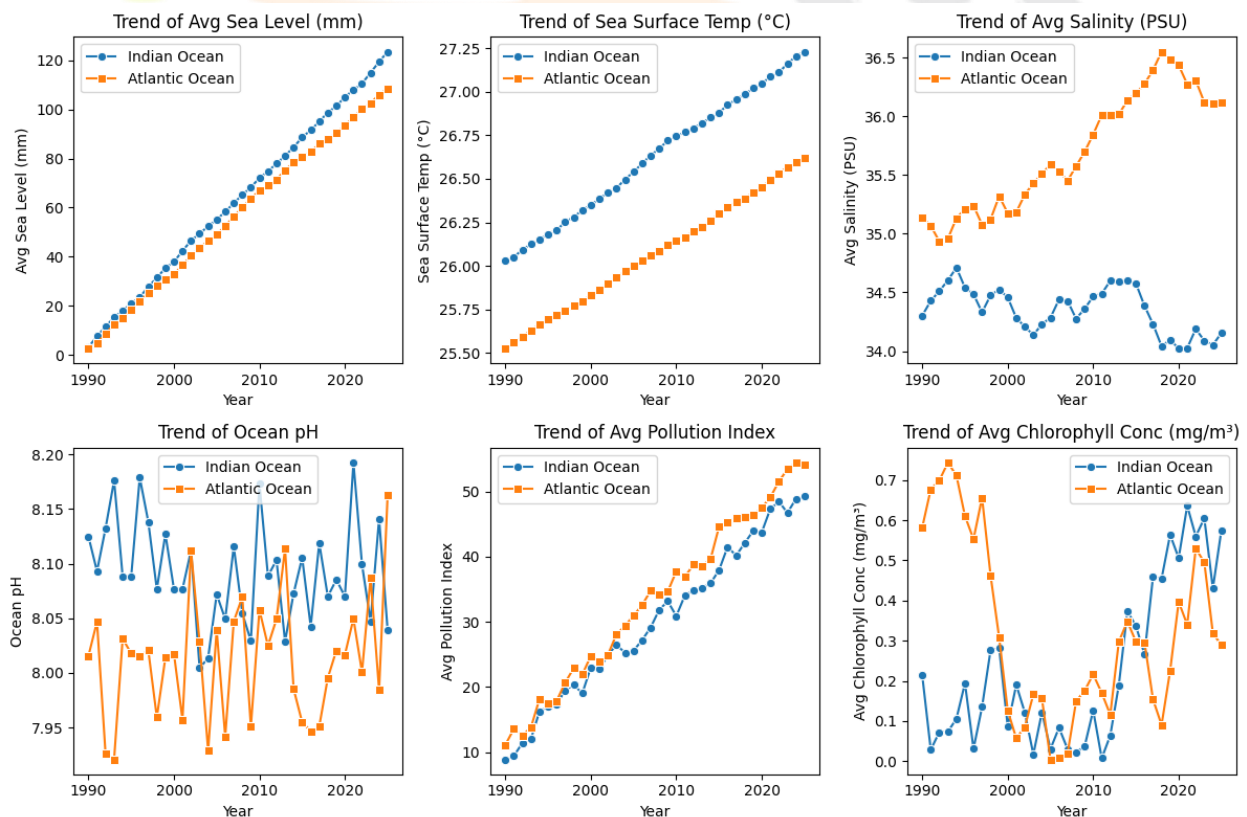 Trend of Avg Sea Level (mm)
Indian Ocean
Atlantic Ocean
Avg Sea Level (mm)
120
100
80
60
40
20
0
1990
2000
2010
2020
Year
Trend of Sea Surface Temp (°C)
Indian Ocean
Atlantic Ocean
Sea Surface Temp (°C)
27.25
27.00
26.75
26.50
26.25
26.00
25.75
25.50
1990
2000
2010
2020
Year
Trend of Avg Salinity (PSU)
Indian Ocean
Atlantic Ocean
Avg Salinity (PSU)
36.5
36.0
35.5
35.0
34.5
34.0
1990
2000
2010
2020
Year
Trend of Ocean pH
Indian Ocean
Atlantic Ocean
Ocean pH
8.20
8.15
8.10
8.05
8.00
7.95
1990
2000
2010
2020
Year
Trend of Avg Pollution Index
Indian Ocean
Atlantic Ocean
Avg Pollution Index
50
40
30
20
10
1990
2000
2010
2020
Year
Trend of Avg Chlorophyll Conc (mg/m³)
Indian Ocean
Atlantic Ocean
Avg Chlorophyll Conc (mg/m³)
0.7
0.6
0.5
0.4
0.3
0.2
0.1
0.0
1990
2000
2010
2020
Year